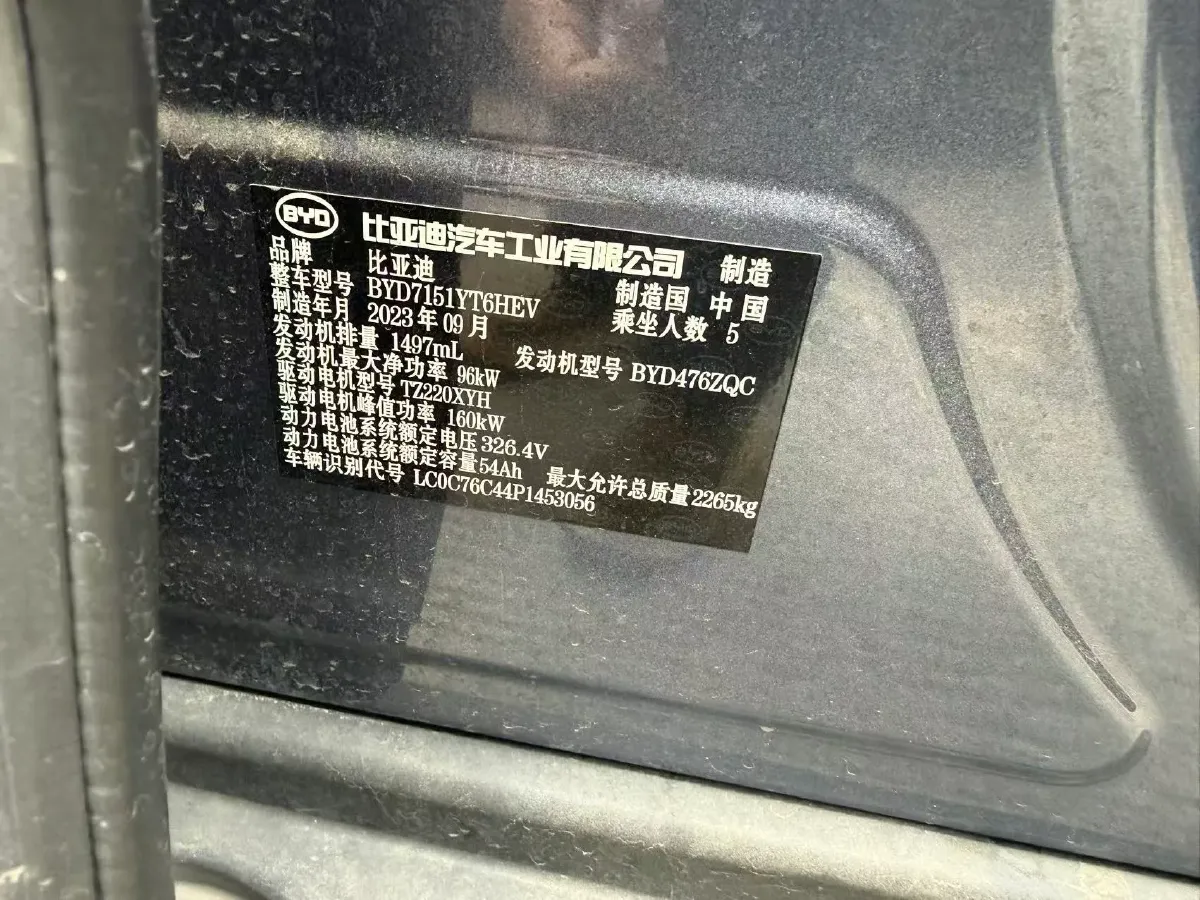 BYD 比亚迪汽车工业有限公司 制造
品牌 比亚迪 制造国 中国
整车型号 BYD7151YT6HEV 乘坐人数 5
制造年月 2023年09月
发动机排量 1497mL 发动机型号 BYD476ZQC
发动机最大净功率 96kW
驱动电机型号 TZ220XYH
驱动电机峰值功率 160kW
动力电池系统额定电压 326.4V
动力电池系统额定容量 54Ah 最大允许总质量 2265kg
车辆识别代号 LC0C76C44P1453056